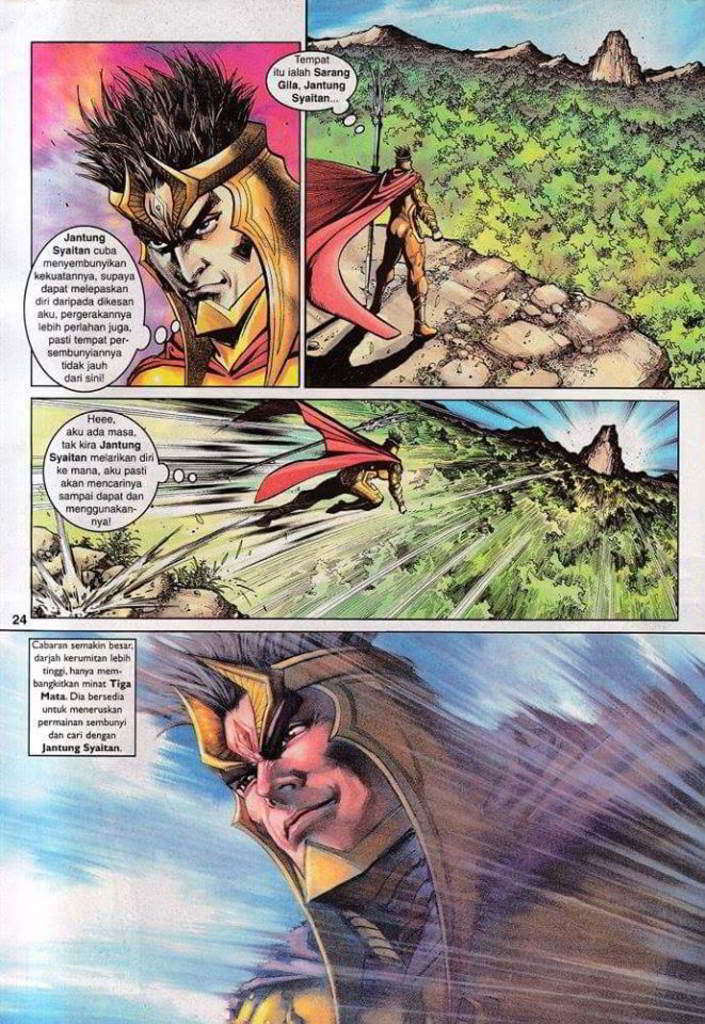 Jantung
Syaitan cuba
menyembunyikan
kekuatannya, supaya
dapat melepaskan
diri daripada dikesan
aku, pergerakannya
lebih perlahan juga,
pasti tempat per-
sembunyiannya
tidak jauh
dari sini!
Tempat
itu ialah Sarang
Gila, Jantung
Syaitan...
Heee,
aku ada masa,
tak kira Jantung
Syaitan melarikan diri
ke mana, aku pasti
akan mencarinya
sampai dapat dan
menggunakan-
nya!
24
Cabaran semakin besar,
darjah kerumitan lebih
tinggi, hanya mem-
bangkitkan minat Tiga
Mata. Dia bersedia
untuk meneruskan
permainan sembunyi
dan cari dengan
Jantung Syaitan.